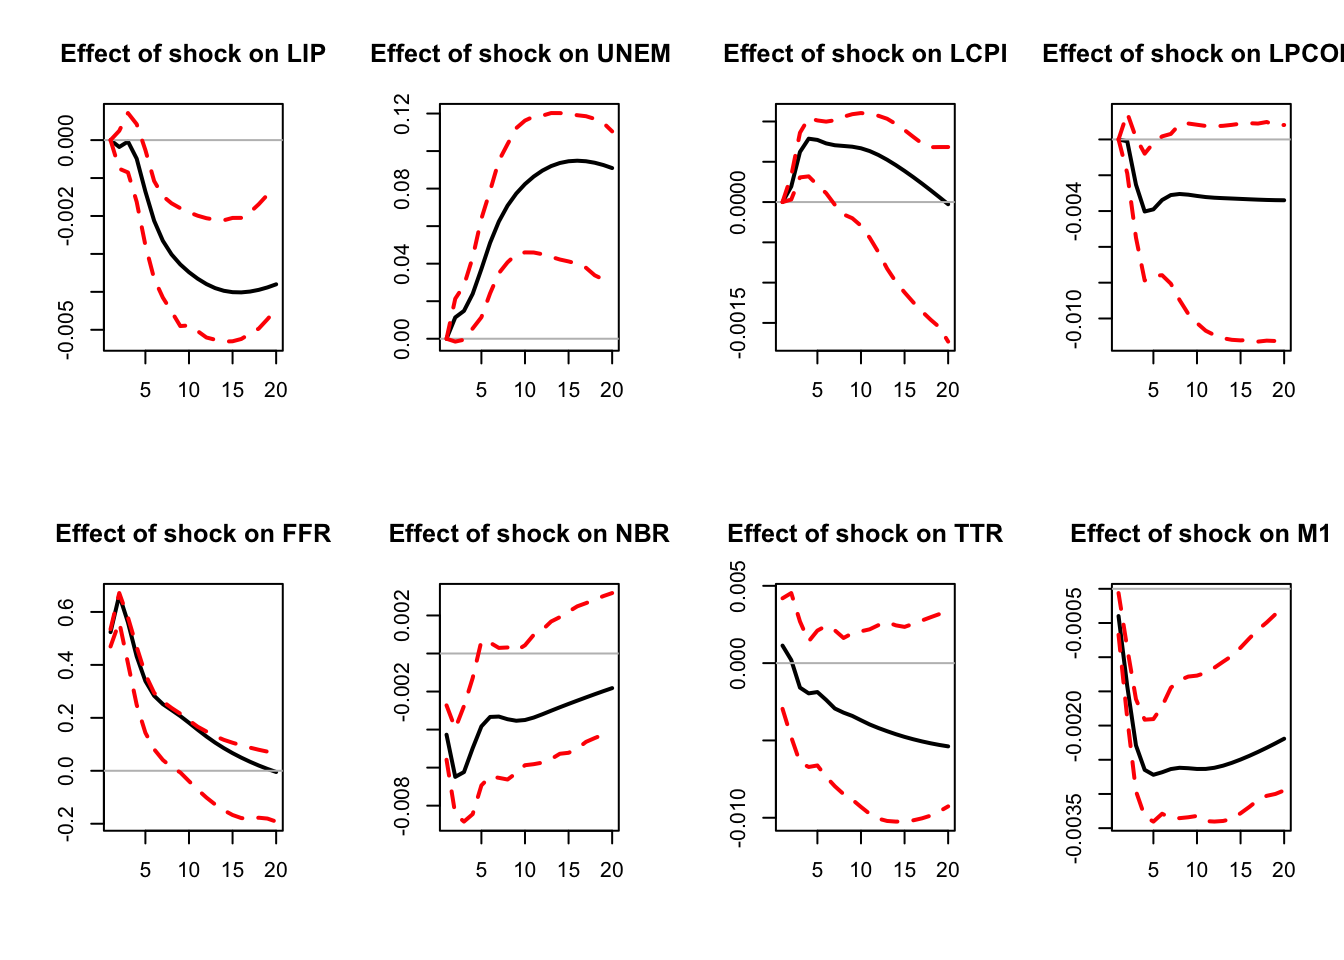 Effect of shock on LIP
0.000
-0.002
-0.005
5 10 15 20
Effect of shock on UNEM
0.12
0.08
0.04
0.00
5 10 15 20
Effect of shock on LCPI
0.0000
-0.0015
5 10 15 20
Effect of shock on LPCO
-0.004
-0.010
5 10 15 20
Effect of shock on FFR
0.6
0.4
0.2
0.0
-0.2
5 10 15 20
Effect of shock on NBR
0.002
-0.002
-0.008
5 10 15 20
Effect of shock on TTR
0.005
0.000
-0.010
5 10 15 20
Effect of shock on M1
-0.0005
-0.0020
-0.0035
5 10 15 20